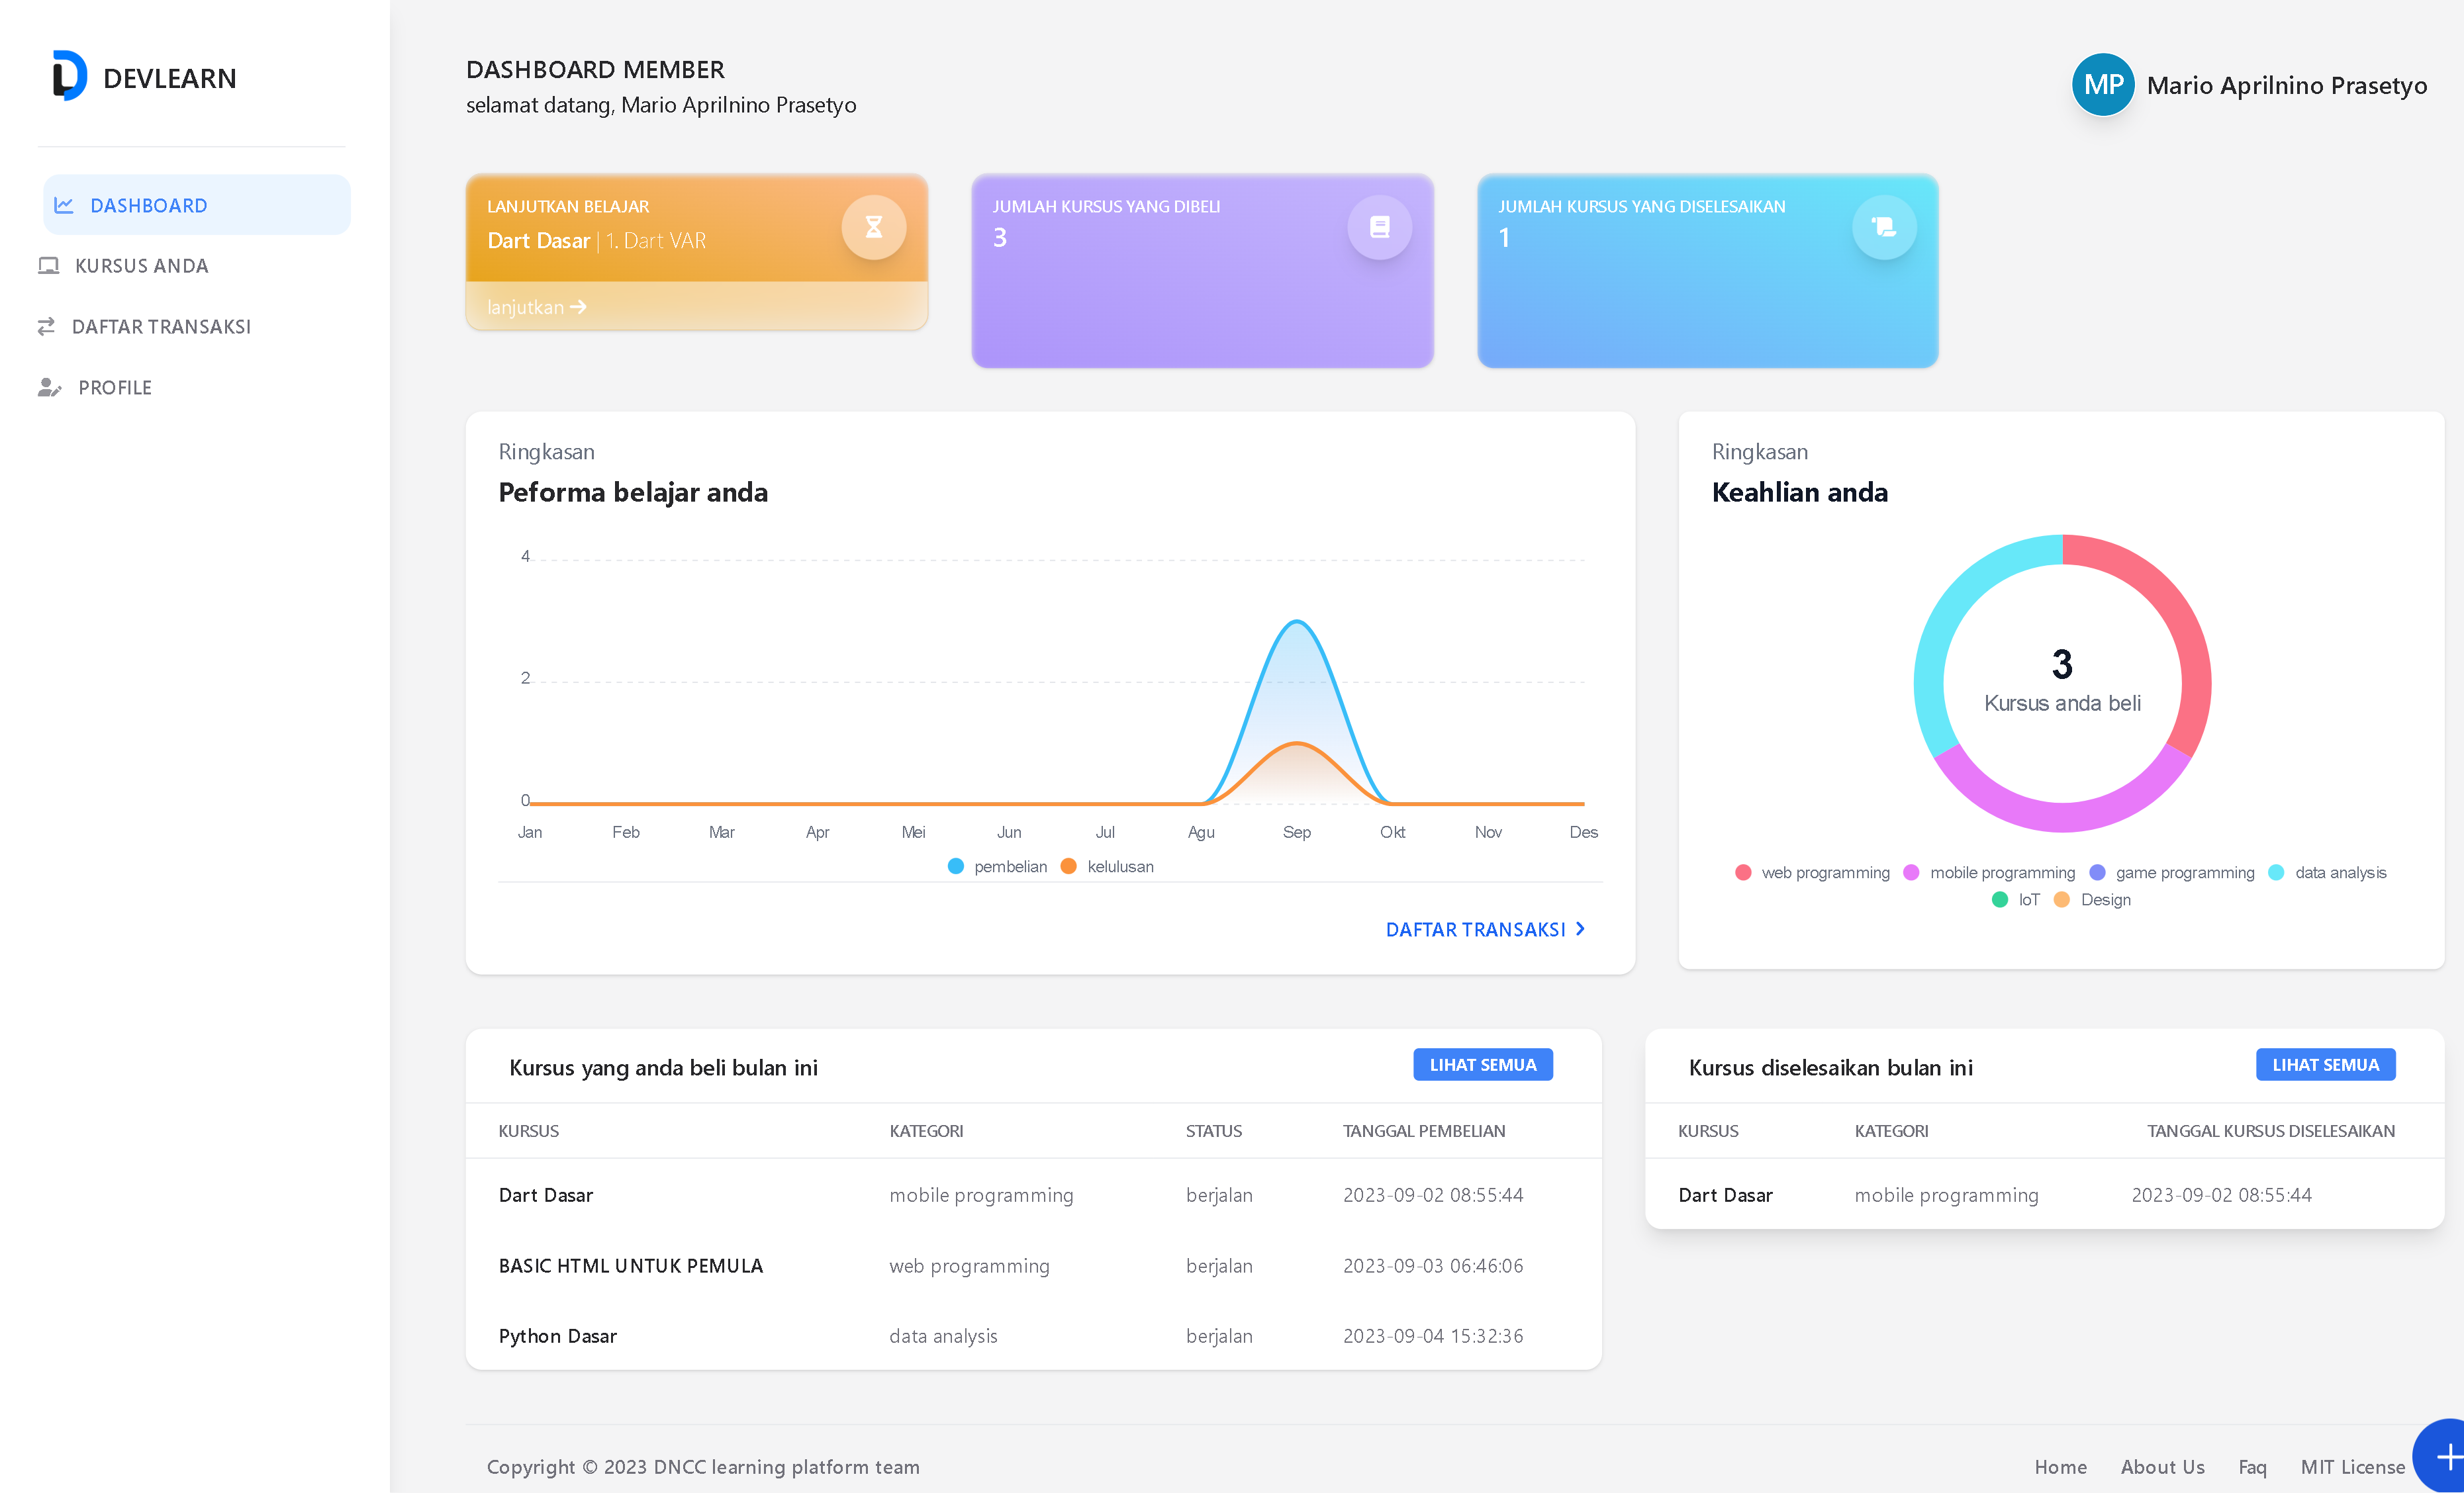 DEVLEARN
DASHBOARD
KURSUS ANDA
DAFTAR TRANSAKSI
PROFILE
DASHBOARD MEMBER
selamat datang, Mario Aprilnino Prasetyo
MP Mario Aprilnino Prasetyo
LANJUTKAN BELAJAR
Dart Dasar | 1. Dart VAR
lanjutkan
JUMLAH KURSUS YANG DIBELI
3
JUMLAH KURSUS YANG DISELESAIKAN
1
Ringkasan
Peforma belajar anda
4
2
0
Jan Feb Mar Apr Mei Jun Jul Agu Sep Okt Nov Des
pembelian kelulusan
DAFTAR TRANSAKSI
Ringkasan
Keahlian anda
3
Kursus anda beli
web programming mobile programming game programming data analysis
IoT Design
Kursus yang anda beli bulan ini LIHAT SEMUA
KURSUS KATEGORI STATUS TANGGAL PEMBELIAN
Dart Dasar mobile programming berjalan 2023-09-02 08:55:44
BASIC HTML UNTUK PEMULA web programming berjalan 2023-09-03 06:46:06
Python Dasar data analysis berjalan 2023-09-04 15:32:36
Kursus diselesaikan bulan ini LIHAT SEMUA
KURSUS KATEGORI TANGGAL KURSUS DISELESAIKAN
Dart Dasar mobile programming 2023-09-02 08:55:44
Copyright © 2023 DNCC learning platform team
Home About Us Faq MIT License